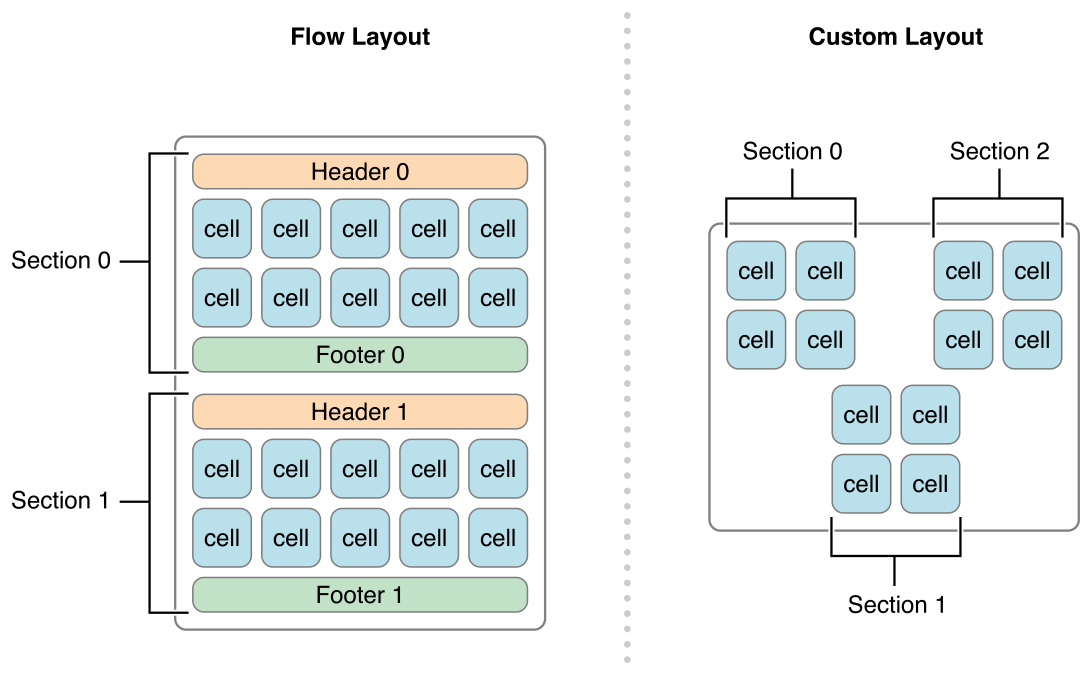 Flow Layout
Section 0
Header 0
cell cell cell cell cell
cell cell cell cell cell
Footer 0
Section 1
Header 1
cell cell cell cell cell
cell cell cell cell cell
Footer 1
Custom Layout
Section 0 Section 2
cell cell cell cell
cell cell cell cell
cell cell
cell cell
Section 1